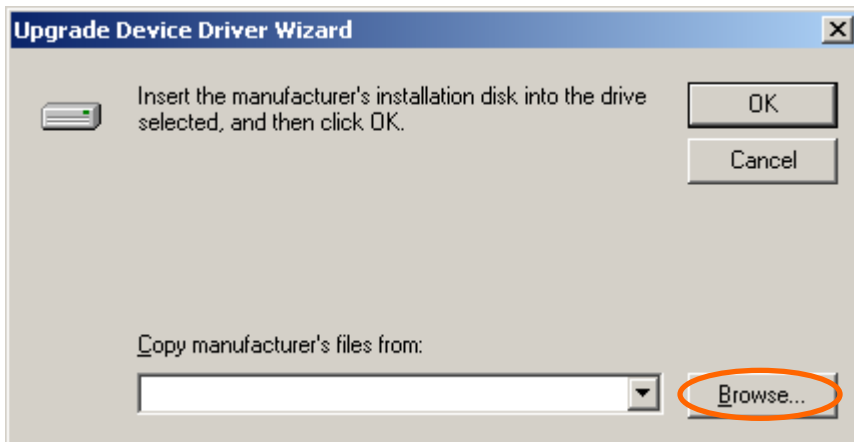 Upgrade Device Driver Wizard
Insert the manufacturer's installation disk into the drive
selected, and then click OK.
OK
Cancel
Copy manufacturer's files from:
Browse...